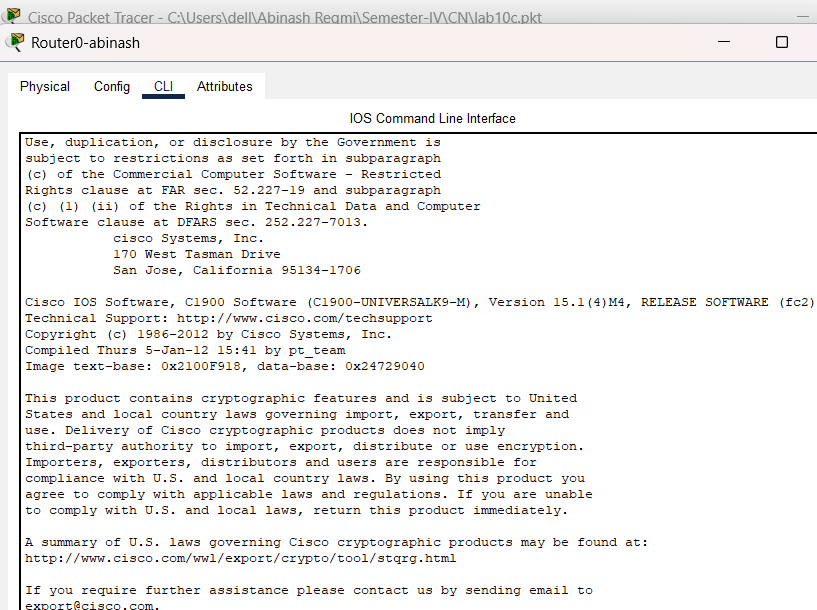 Cisco Packet Tracer - C:\Users\dell\Abinash Regmi\Semester-IV\CN\lab10c.pkt
Router0-abinash
Physical Config CLI Attributes
IOS Command Line Interface
Use, duplication, or disclosure by the Government is
subject to restrictions as set forth in subparagraph
(c) of the Commercial Computer Software - Restricted
Rights clause at FAR sec. 52.227-19 and subparagraph
(c) (1) (ii) of the Rights in Technical Data and Computer
Software clause at DFARS sec. 252.227-7013.
cisco Systems, Inc.
170 West Tasman Drive
San Jose, California 95134-1706
Cisco IOS Software, C1900 Software (C1900-UNIVERSALK9-M), Version 15.1(4)M4, RELEASE SOFTWARE (fc2)
Technical Support: http://www.cisco.com/techsupport
Copyright (c) 1986-2012 by Cisco Systems, Inc.
Compiled Thurs 5-Jan-12 15:41 by pt_team
Image text-base: 0x2100F918, data-base: 0x24729040
This product contains cryptographic features and is subject to United
States and local country laws governing import, export, transfer and
use. Delivery of Cisco cryptographic products does not imply
third-party authority to import, export, distribute or use encryption.
Importers, exporters, distributors and users are responsible for
compliance with U.S. and local country laws. By using this product you
agree to comply with applicable laws and regulations. If you are unable
to comply with U.S. and local laws, return this product immediately.
A summary of U.S. laws governing Cisco cryptographic products may be found at:
http://www.cisco.com/wwl/export/crypto/tool/stqrg.html
If you require further assistance please contact us by sending email to
export@cisco.com.